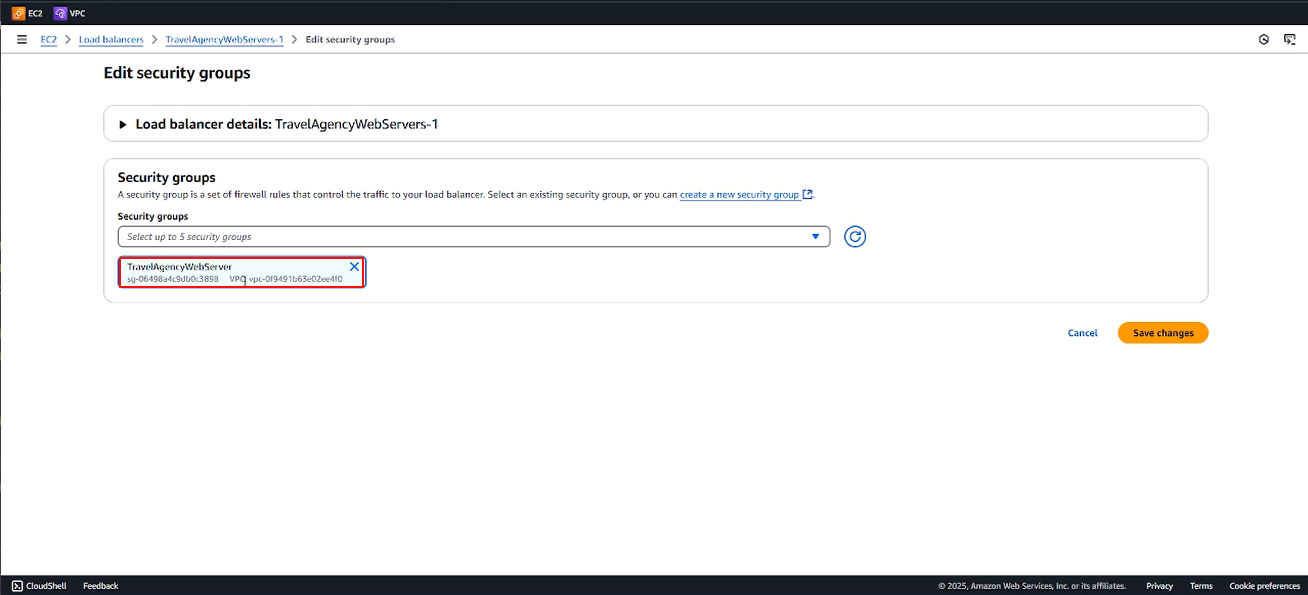 EC2 VPC
EC2 > Load balancers > TravelAgencyWebServers-1 > Edit security groups
Edit security groups
Load balancer details: TravelAgencyWebServers-1
Security groups
A security group is a set of firewall rules that control the traffic to your load balancer. Select an existing security group, or you can create a new security group.
Security groups
Select up to 5 security groups
TravelAgencyWebServer
sg-06498a4c9db0c3898 VPC vpc-0f9491b63e02ee4f0
Cancel Save changes
CloudShell Feedback © 2025, Amazon Web Services, Inc. or its affiliates. Privacy Terms Cookie preferences